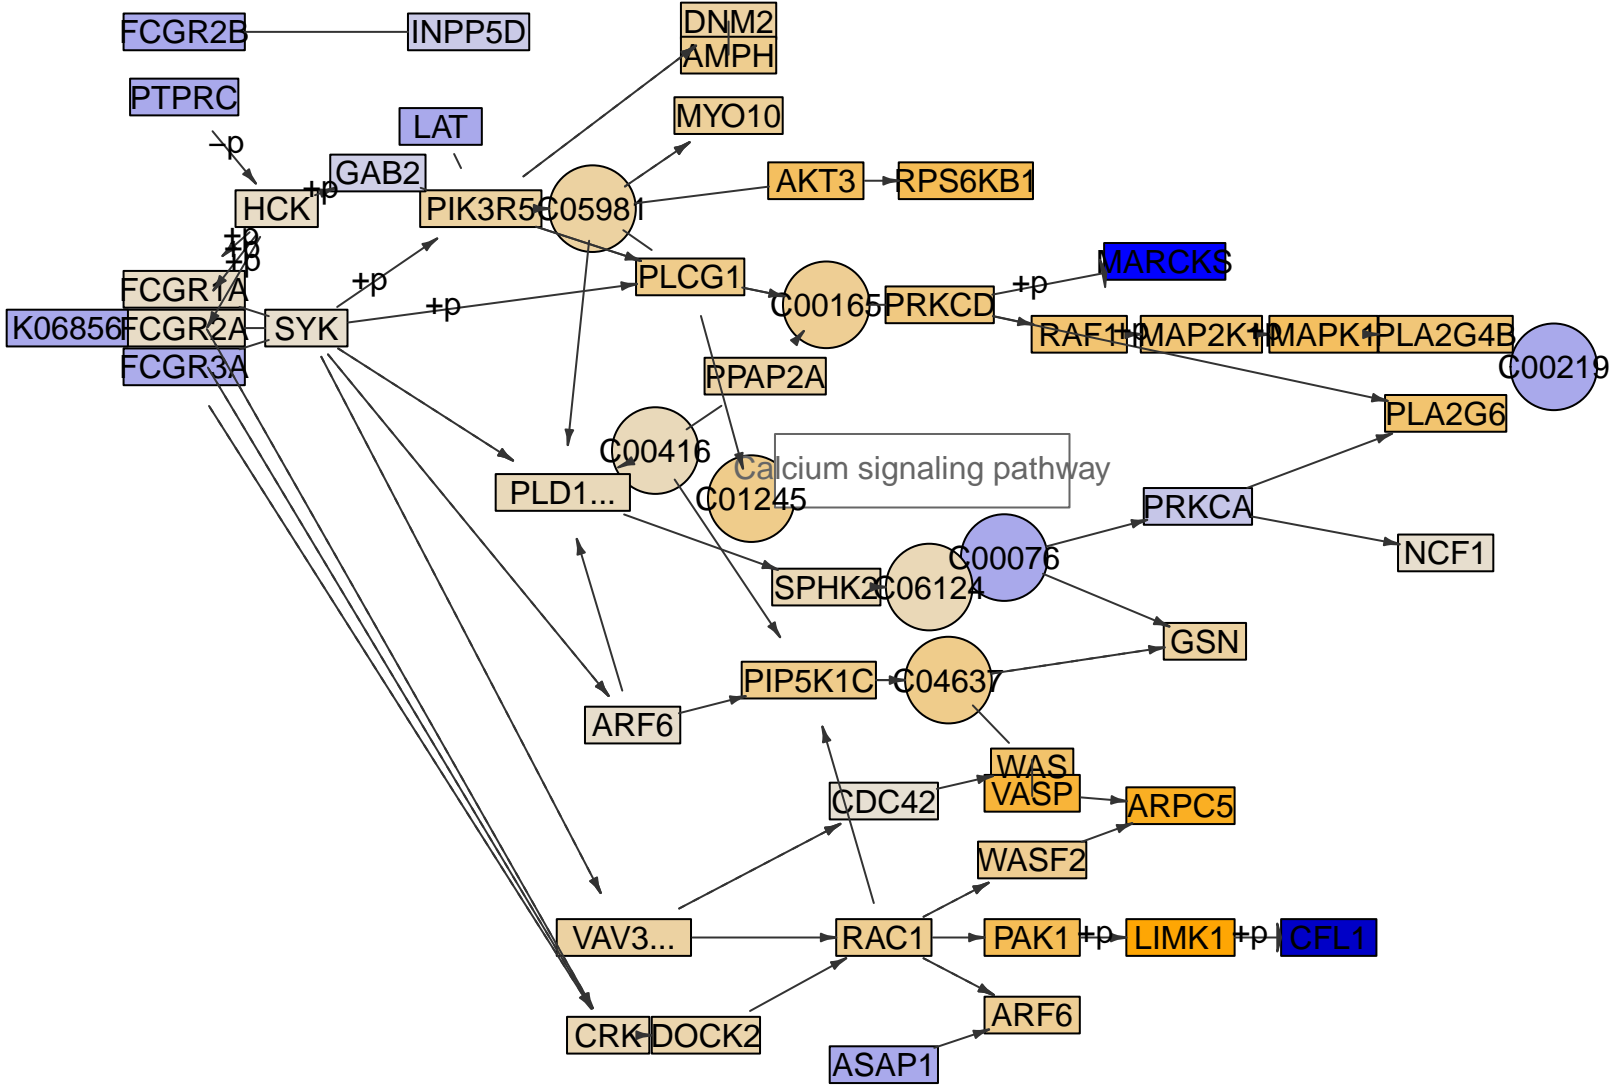 DNM2
FCGR2B
INPP5D
AMPH
PTPRC
MYO10
LAT
–p
GAB2
AKT3
RPS6KB1
+p
HCK
PIK3R5
C05981
+p
+p
+p
MARCKS
FCGR1A
+p
PLCG1
+p
+p
C00165
PRKCD
K06856
FCGR2A
SYK
RAF1
+p
MAP2K1
+p
MAPK1
PLA2G4B
FCGR3A
C00219
PPAP2A
PLA2G6
C00416
Calcium signaling pathway
PLD1...
C01245
PRKCA
C00076
NCF1
SPHK2
C06124
GSN
PIP5K1C
C04637
ARF6
WAS
CDC42
VASP
ARPC5
WASF2
VAV3...
RAC1
PAK1
+p
LIMK1
+p
CFL1
ARF6
CRK
DOCK2
ASAP1